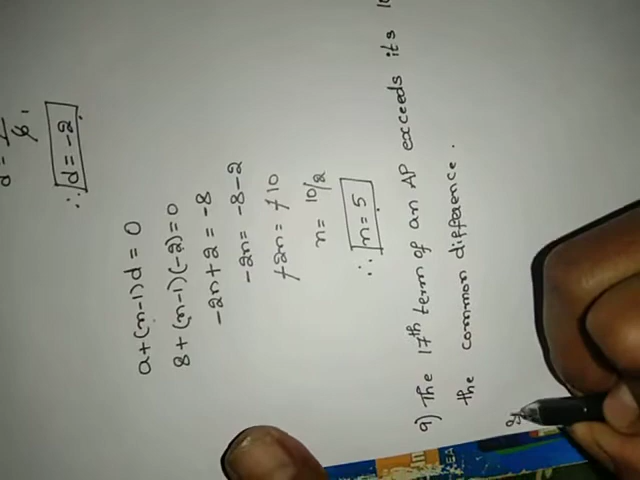 ∴ d = -2
a+(n-1)d = 0
8+(n-1)(-2)=0
-2n+2 = -8
-2n = -8-2
-2n = -10
n = 10/2
∴ n = 5
9) The 17th term of an AP exceeds its
the common difference.